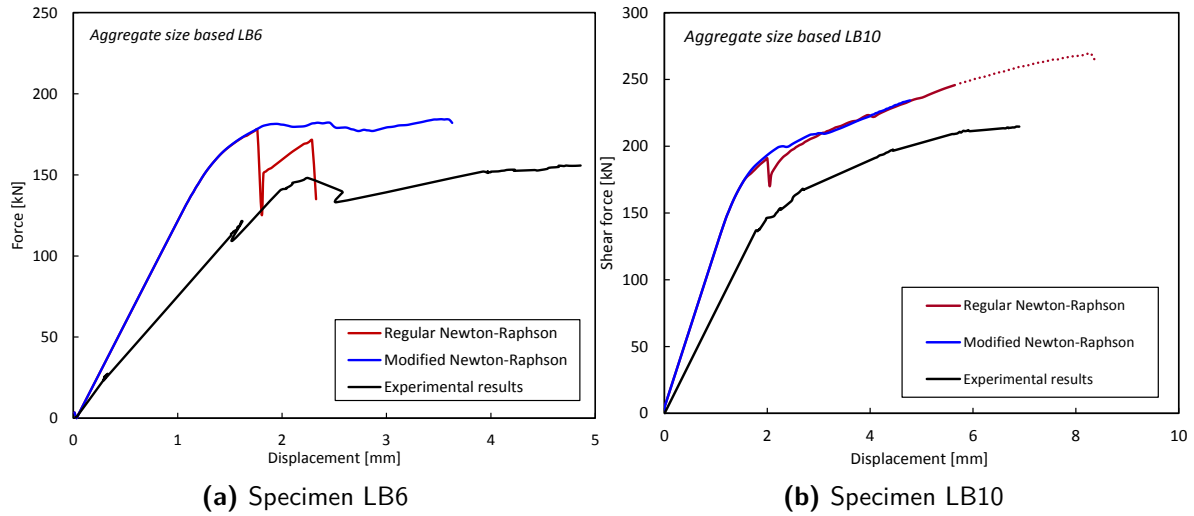 Aggregate size based LB6
250
200
150
100
50
0
0 1 2 3 4 5
Force [kN]
Displacement [mm]
Regular Newton-Raphson
Modified Newton-Raphson
Experimental results
(a) Specimen LB6
Aggregate size based LB10
300
250
200
150
100
50
0
0 2 4 6 8 10
Shear force [kN]
Displacement [mm]
Regular Newton-Raphson
Modified Newton-Raphson
Experimental results
(b) Specimen LB10